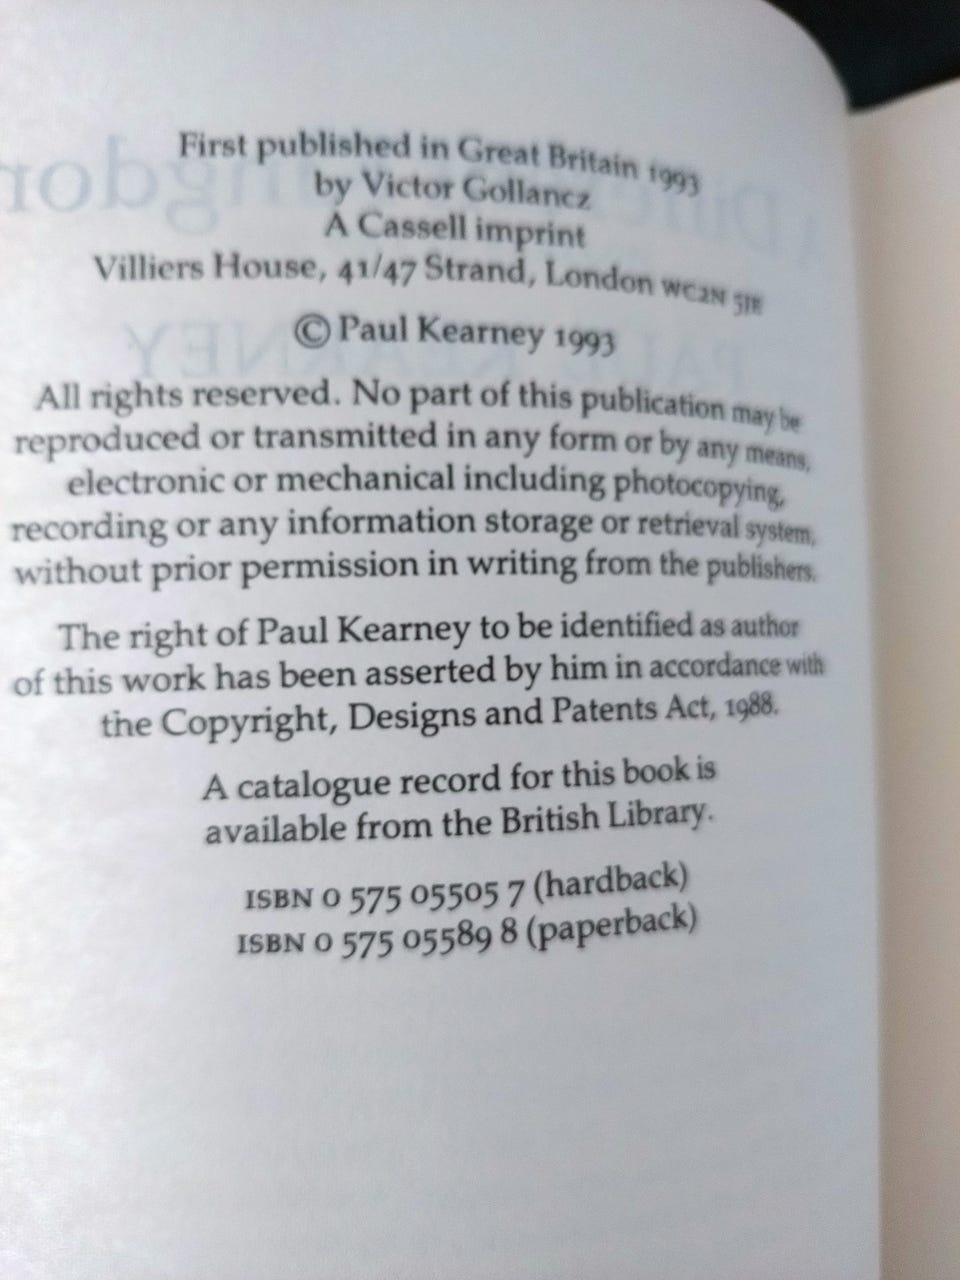 First published in Great Britain 1993
by Victor Gollancz
A Cassell imprint
Villiers House, 41/47 Strand, London WC2N 5JE
© Paul Kearney 1993
All rights reserved. No part of this publication may be
reproduced or transmitted in any form or by any means,
electronic or mechanical including photocopying,
recording or any information storage or retrieval system,
without prior permission in writing from the publishers.
The right of Paul Kearney to be identified as author
of this work has been asserted by him in accordance with
the Copyright, Designs and Patents Act, 1988.
A catalogue record for this book is
available from the British Library.
ISBN 0 575 05505 7 (hardback)
ISBN 0 575 05589 8 (paperback)